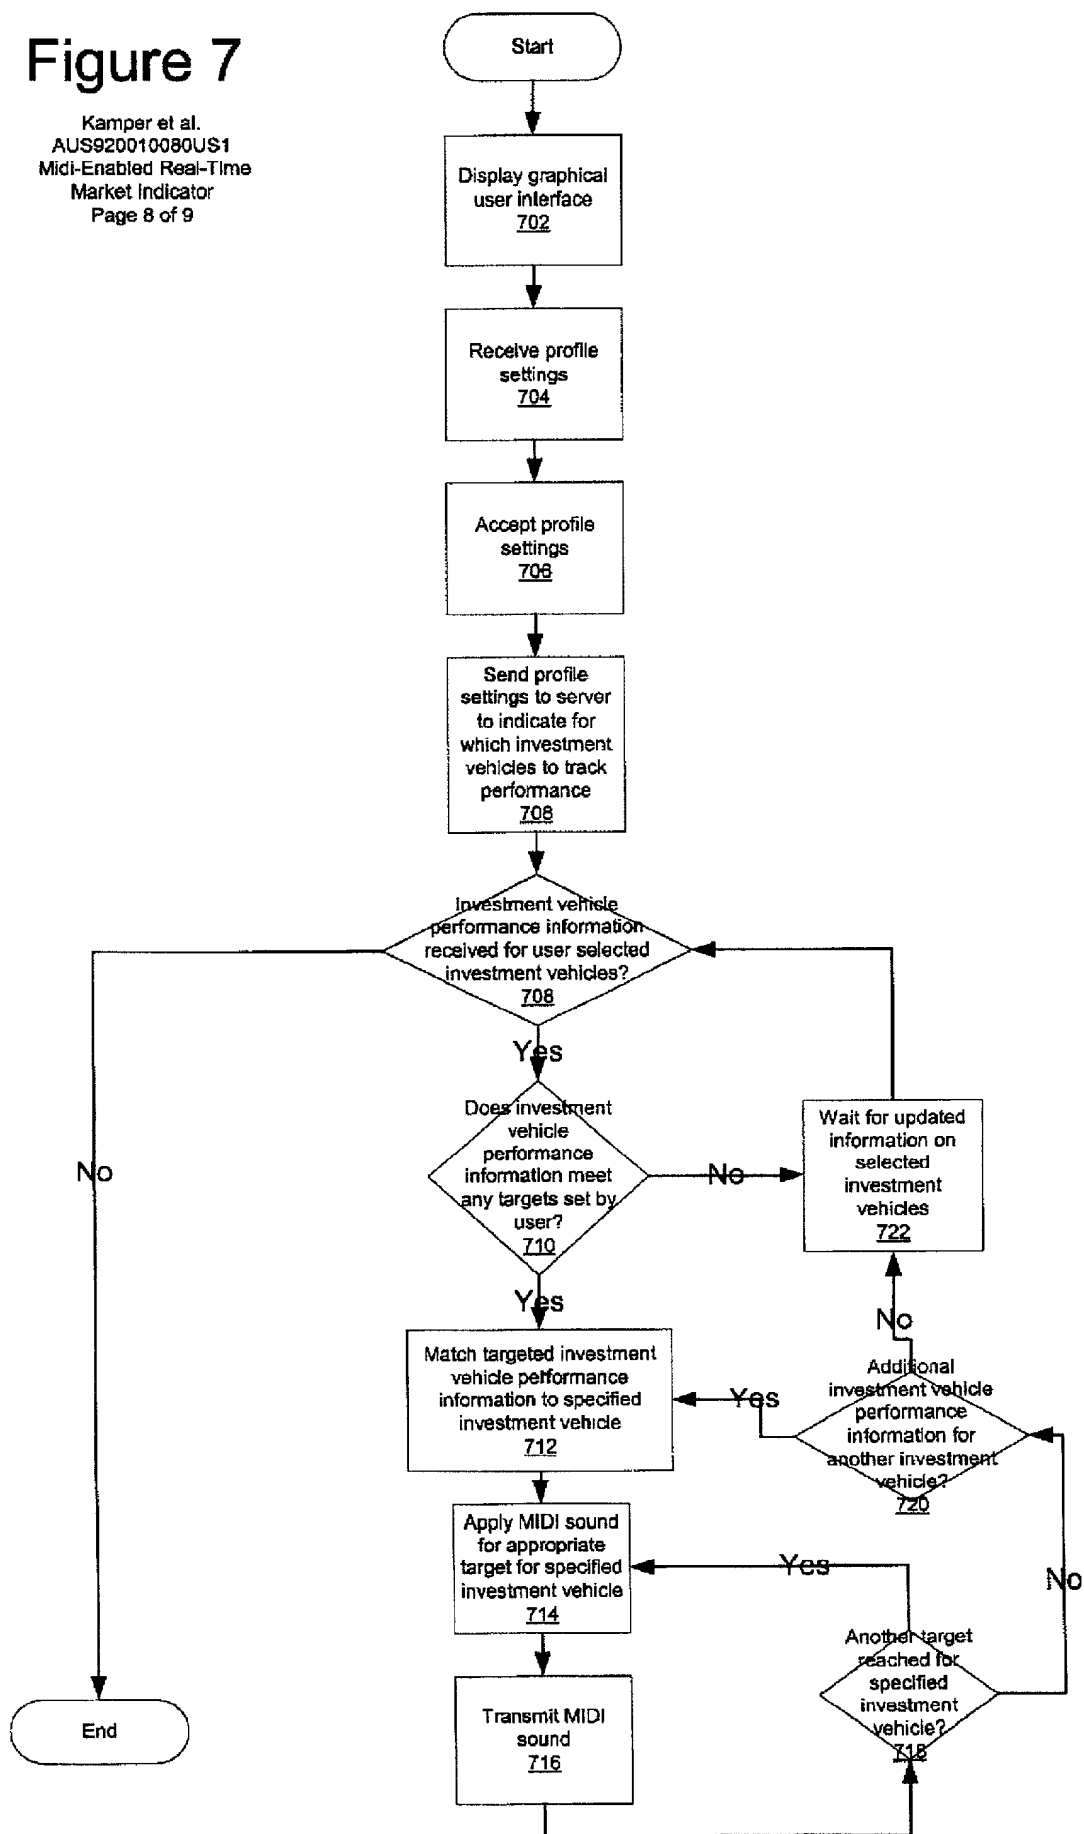 Figure 7
Kamper et al.
AUS920010080US1
Midi-Enabled Real-Time
Market Indicator
Page 8 of 9
Start
Display graphical
user interface
702
Receive profile
settings
704
Accept profile
settings
706
Send profile
settings to server
to indicate for
which investment
vehicles to track
performance
708
Investment vehicle
performance information
received for user selected
investment vehicles?
708
No
Yes
Does investment
vehicle
performance
information meet
any targets set by
user?
710
No
Wait for updated
information on
selected
investment
vehicles
722
Yes
No
Match targeted investment
vehicle performance
information to specified
investment vehicle
712
Yes
Additional
investment vehicle
performance
information for
another investment
vehicle?
720
Apply MIDI sound
for appropriate
target for specified
investment vehicle
714
Yes
No
Another target
reached for
specified
investment
vehicle?
718
Transmit MIDI
sound
716
End